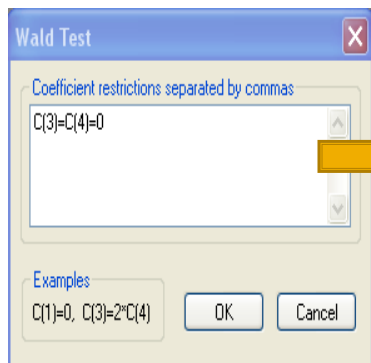 Wald Test
Coefficient restrictions separated by commas
C(3)=C(4)=0
Examples
C(1)=0, C(3)=2*C(4)
OK
Cancel